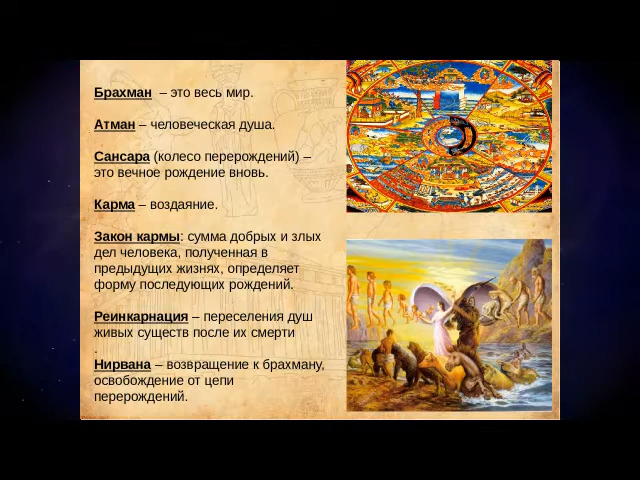 Брахман – это весь мир.
Атман – человеческая душа.
Сансара (колесо перерождений) –
это вечное рождение вновь.
Карма – воздаяние.
Закон кармы: сумма добрых и злых
дел человека, полученная в
предыдущих жизнях, определяет
форму последующих рождений.
Реинкарнация – переселения душ
живых существ после их смерти
.
Нирвана – возвращение к брахману,
освобождение от цепи
перерождений.